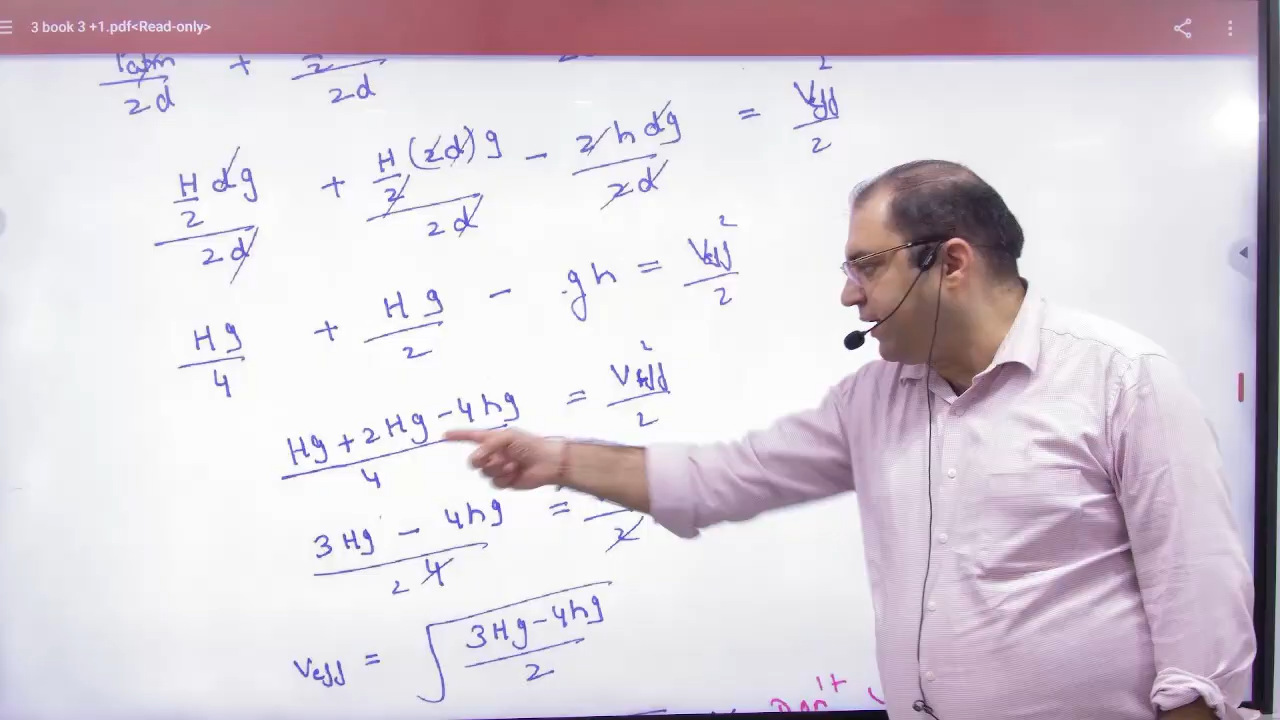 3 book 3 +1.pdf<Read-only>
+ /2d
2d
H/2 dg / 2d + H/2 (2d) g / 2d - 2hdg / 2d = Veff² / 2
Hg/4 + Hg/2 - gh = Veff²/2
Hg + 2Hg - 4hg / 4 = Veff²/2
3Hg - 4hg / 2 4 = / 2
Veff = √ 3Hg - 4hg / 2
Don't